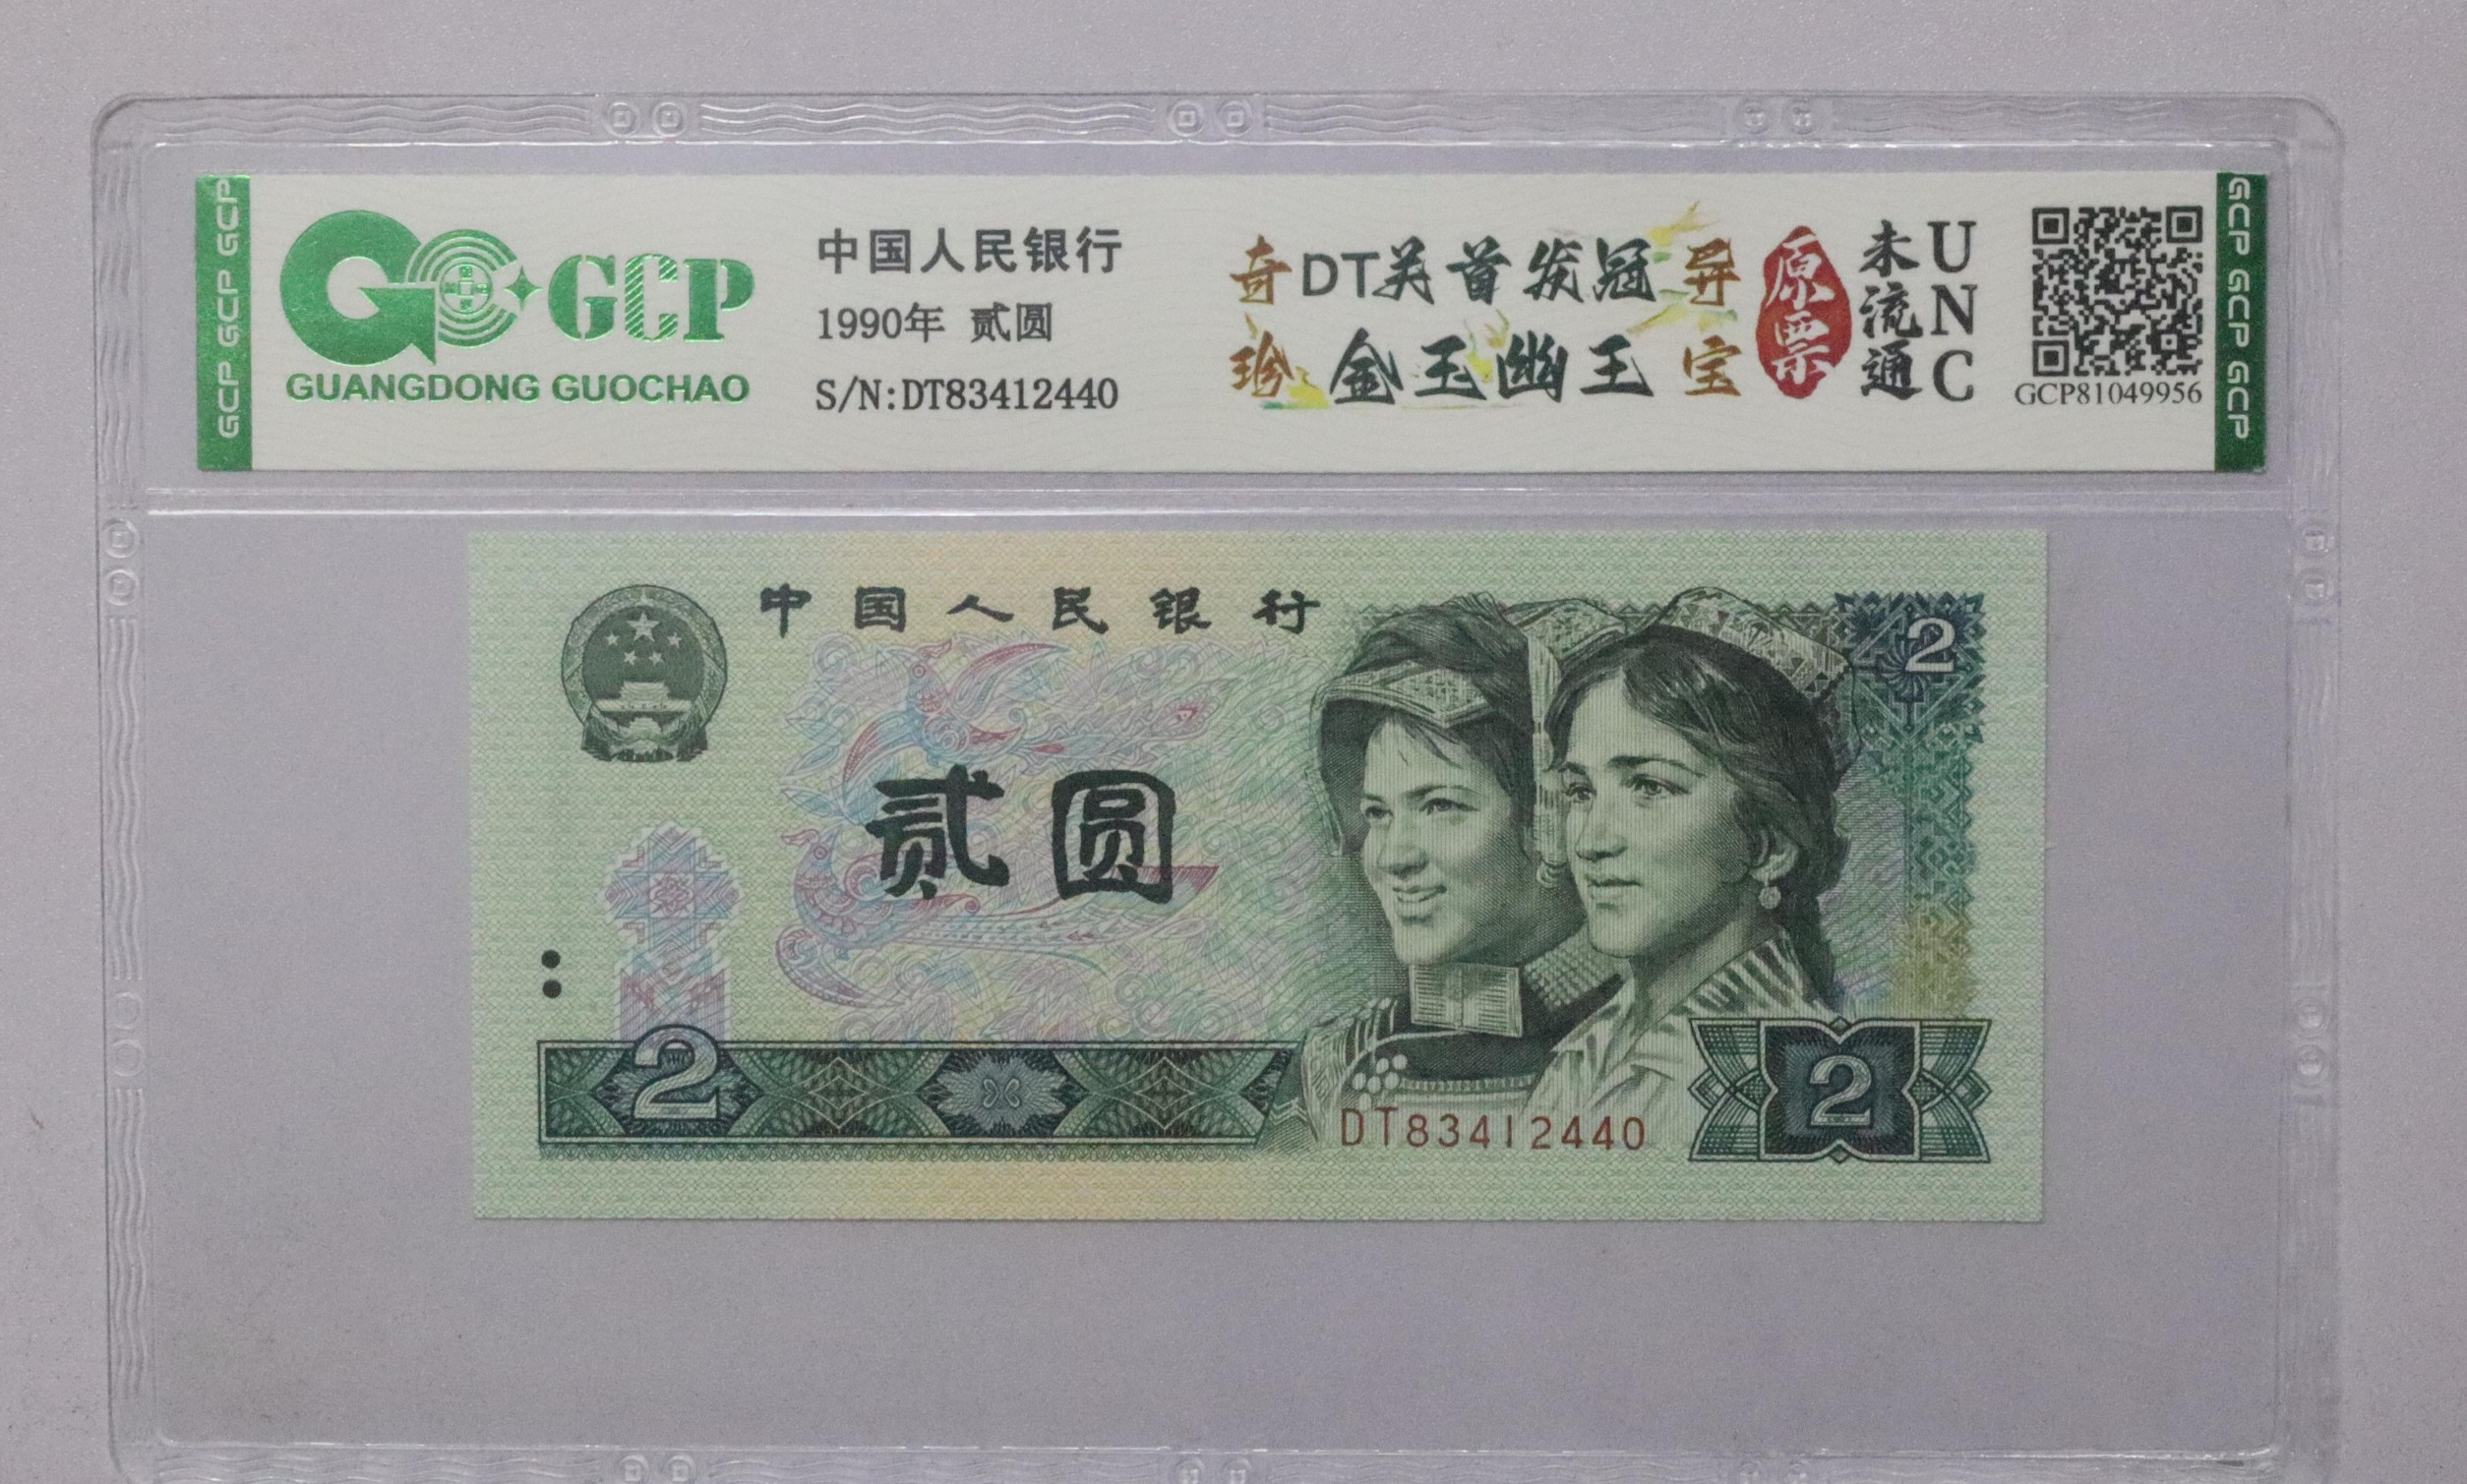 GCP GCP GCP
GCP
GUANGDONG GUOCHAO
中国人民银行
1990年 贰圆
S/N:DT83412440
奇珍
DT关首发冠
金玉幽王
异宝
原票
未流通
UNC
GCP81049956
GCP GCP GCP
中国人民银行
2
贰圆
2
DT83412440
2